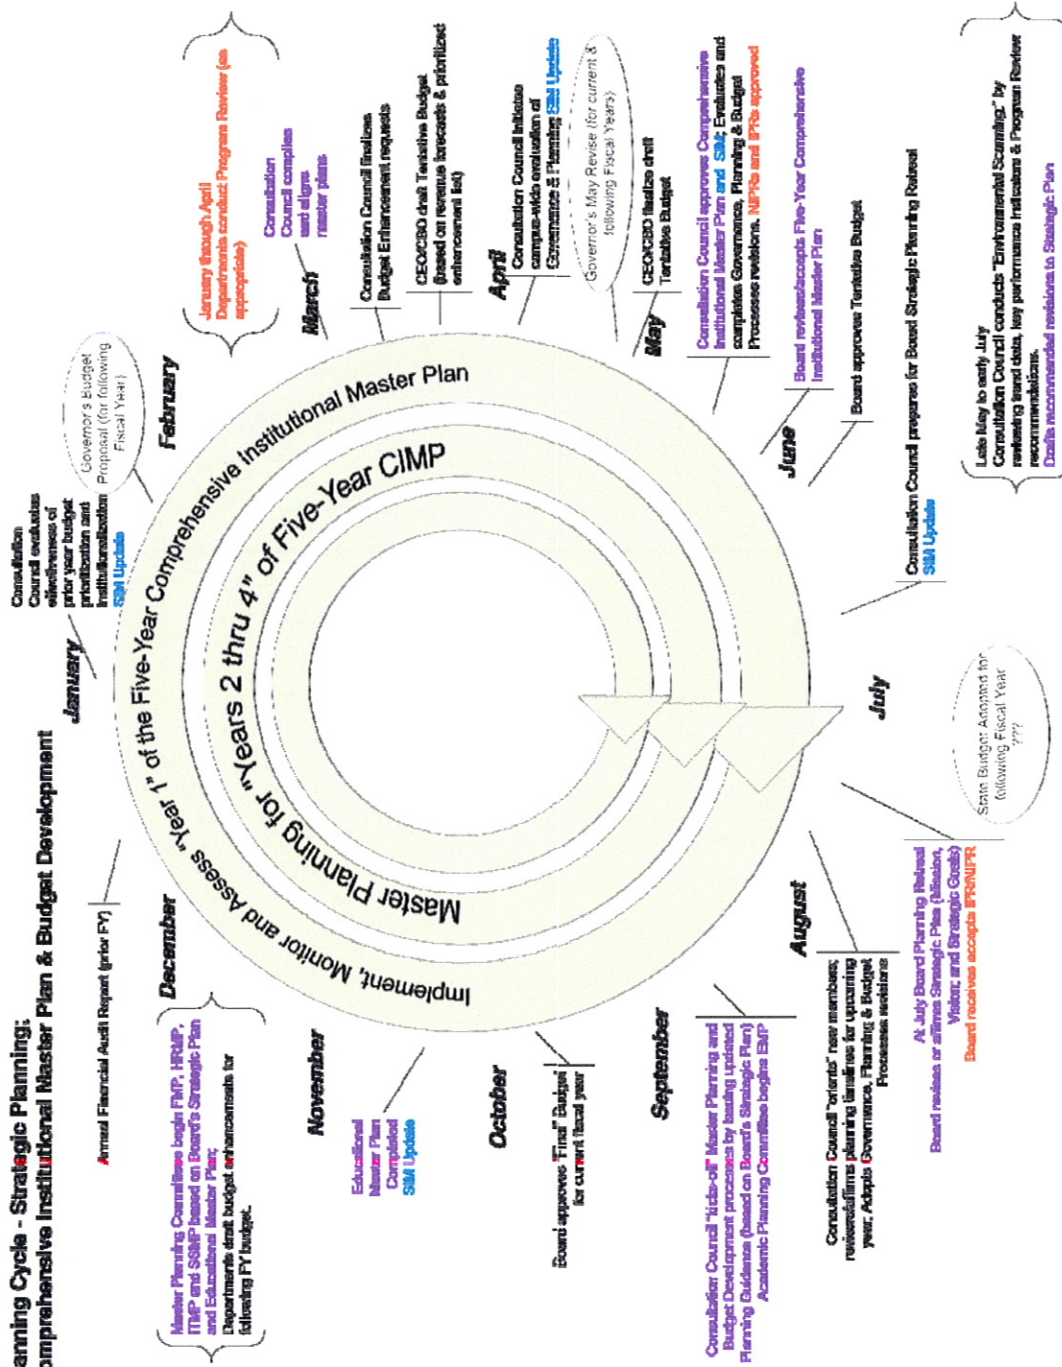 anning Cycle - Strategic Planning:
omprehensive Institutional Master Plan & Budget Development
January
Consultation
Council evaluates
effectiveness of
prior year budget
prioritization and
institutionalization
SIM Update
Governor's Budget
Proposal (for following
Fiscal Year)
February
January through April
Departments conduct Program Review (as
appropriate)
March
Consultation
Council compiles
and aligns
master plans.
Consultation Council finalizes
Budget Enhancement requests
CEO/CBO draft Tentative Budget
(based on revenue forecasts & prioritized
enhancement list)
April
Consultation Council initiates
campus-wide evaluation of
Governance & Planning SIM Update
Governor's May Revise (for current &
following Fiscal Years)
May
CEO/CBO finalize draft
Tentative Budget
Consultation Council approves Comprehensive
Institutional Master Plan and SIM; Evaluates and
completes Governance, Planning & Budget
Processes revisions. NIPRs and IPRs approved
June
Board reviews/accepts Five-Year Comprehensive
Institutional Master Plan
Board approves Tentative Budget
Late May to early July
Consultation Council conducts "Environmental Scanning," by
reviewing trend data, key performance indicators & Program Review
recommendations.
Drafts recommended revisions to Strategic Plan
Consultation Council prepares for Board Strategic Planning Retreat
SIM Update
July
State Budget Adopted for
following Fiscal Year
???
At July Board Planning Retreat
Board revises or affirms Strategic Plan (Mission,
Vision; and Strategic Goals)
Board receives accepts IPR/NIPR
August
Consultation Council "orients" new members;
reviews/affirms planning timelines for upcoming
year; Adopts Governance, Planning & Budget
Processes revisions
September
Consultation Council "kicks-off" Master Planning and
Budget Development processes by issuing updated
Planning Guidance (based on Board's Strategic Plan)
Academic Planning Committee begins EMP
October
Board approves "Final" Budget
for current fiscal year
November
Educational
Master Plan
Completed
SIM Update
December
Master Planning Committees begin FMP, HRMP,
ITMP and SSMP based on Board's Strategic Plan
and Educational Master Plan;
Departments draft budget enhancements for
following FY budget.
Annual Financial Audit Report (prior FY)
Implement, Monitor and Assess "Year 1" of the Five-Year Comprehensive Institutional Master Plan
Master Planning for "Years 2 thru 4" of Five-Year CIMP